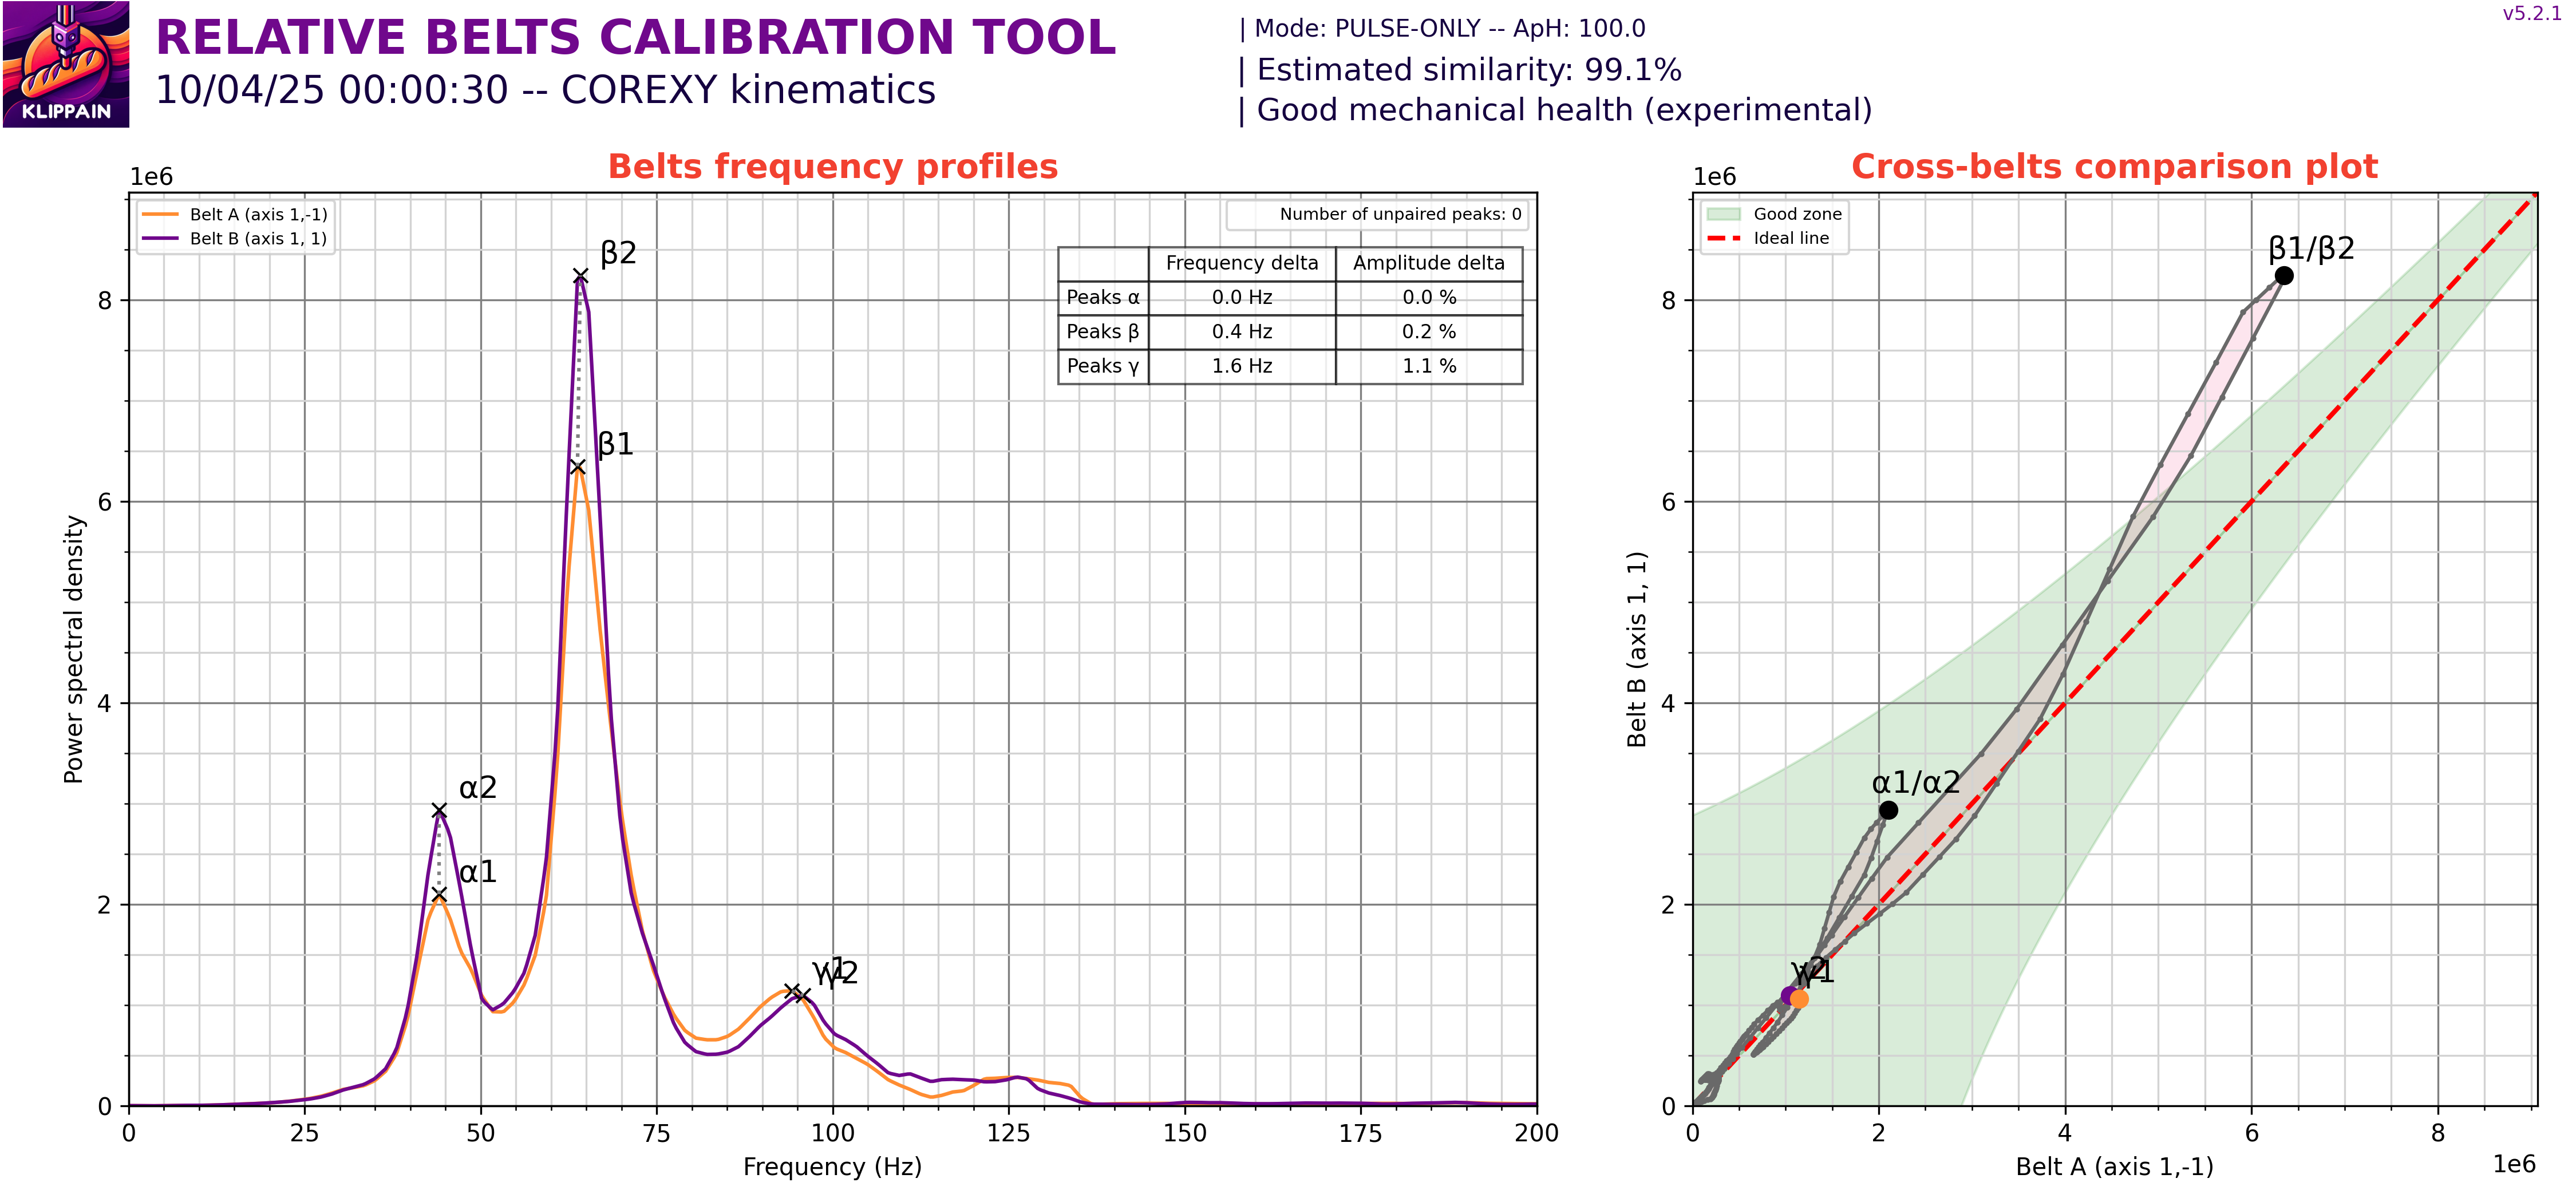 v5.2.1
KLIPPAIN
RELATIVE BELTS CALIBRATION TOOL
10/04/25 00:00:30 -- COREXY kinematics
| Mode: PULSE-ONLY -- ApH: 100.0
| Estimated similarity: 99.1%
| Good mechanical health (experimental)
Belts frequency profiles
1e6
Belt A (axis 1,-1)
Belt B (axis 1, 1)
Number of unpaired peaks: 0
Frequency delta Amplitude delta
Peaks α 0.0 Hz 0.0 %
Peaks β 0.4 Hz 0.2 %
Peaks γ 1.6 Hz 1.1 %
β2
β1
α2
α1
γ1
γ2
8
6
4
2
0
Power spectral density
0 25 50 75 100 125 150 175 200
Frequency (Hz)
Cross-belts comparison plot
1e6
Good zone
Ideal line
β1/β2
α1/α2
γ2
γ1
8
6
4
2
0
Belt B (axis 1, 1)
0 2 4 6 8
1e6
Belt A (axis 1,-1)